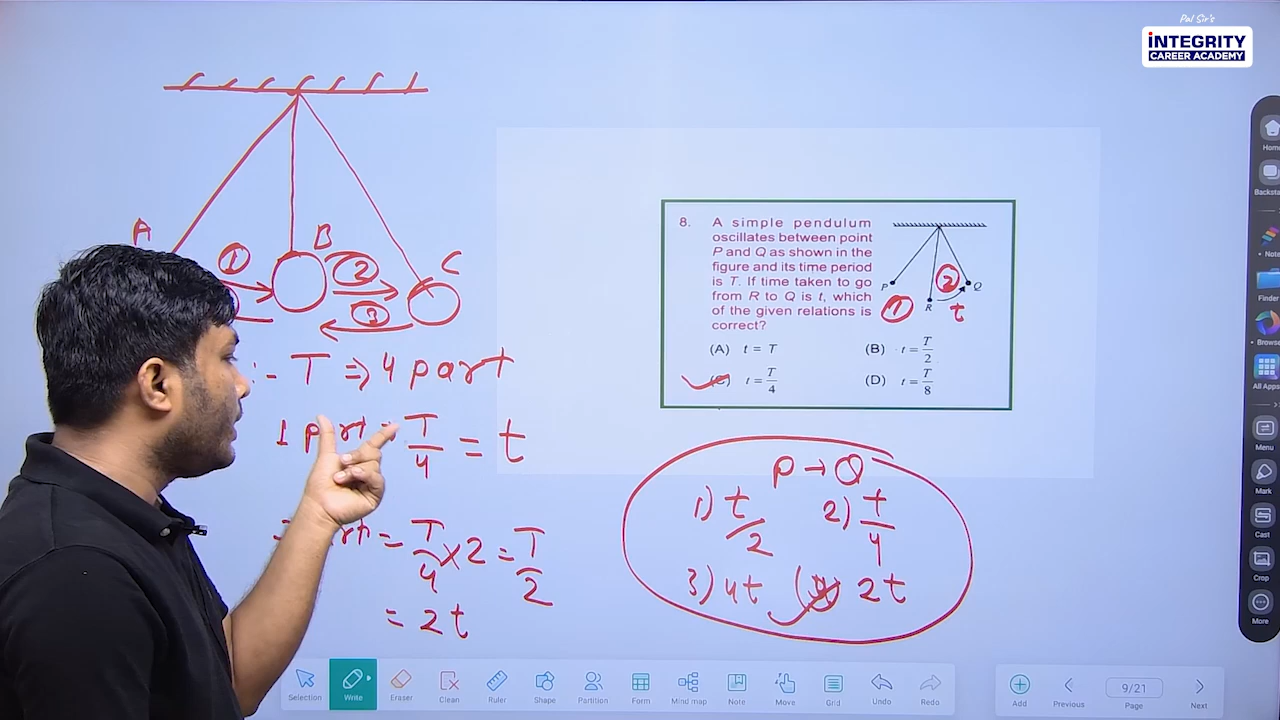 Pal Sir's
INTEGRITY
CAREER ACADEMY
A
B
C
1
2
3
:- T ⇒ 4 part
1 part = T/4 = t
= T/4 × 2 = T/2
= 2t
8. A simple pendulum
oscillates between point
P and Q as shown in the
figure and its time period
is T. If time taken to go
from R to Q is t, which
of the given relations is
correct?
P
R
Q
1
2
t
(A) t = T
(B) t = T/2
(C) t = T/4
(D) t = T/8
P → Q
1) t/2 2) t/4
3) 4t 2t
Home
Note
Finder
All Apps
Menu
Mark
Cast
Crop
More
Selection
Write
Eraser
Clean
Ruler
Shape
Partition
Form
Mind map
Note
Move
Grid
Undo
Redo
Add
Previous
9/21
Page
Next